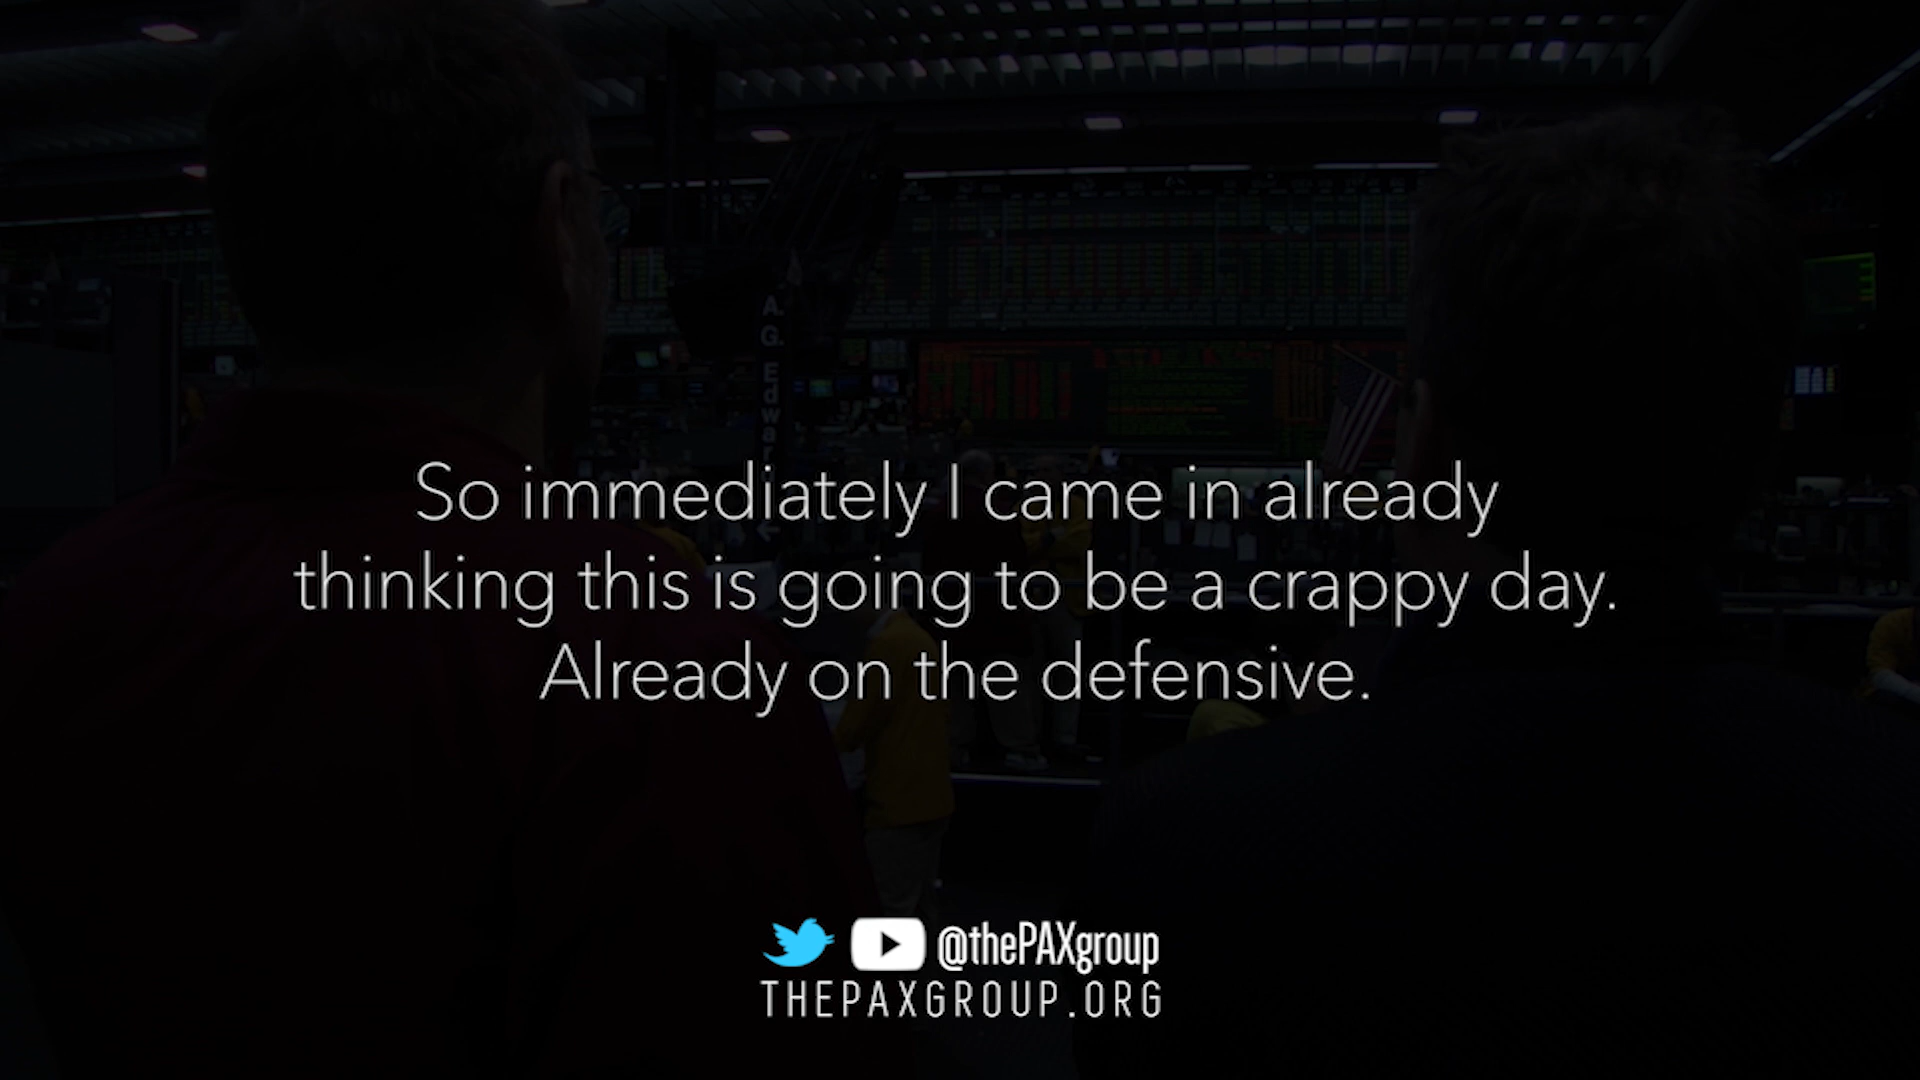 A. G. Edwar
So immediately I came in already
thinking this is going to be a crappy day.
Already on the defensive.
@thePAXgroup
THEPAXGROUP.ORG